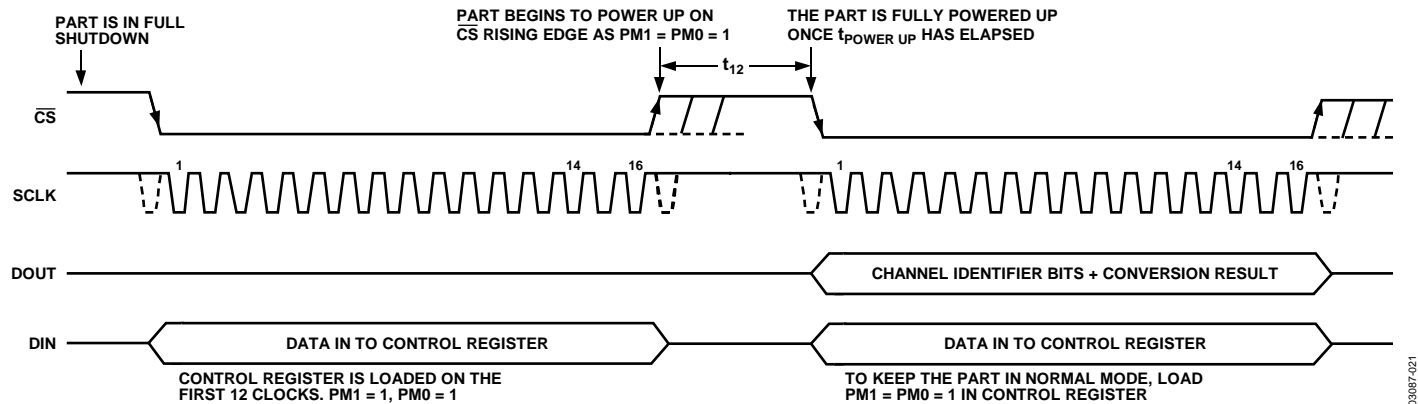 PART IS IN FULL
SHUTDOWN
PART BEGINS TO POWER UP ON
CS RISING EDGE AS PM1 = PM0 = 1
THE PART IS FULLY POWERED UP
ONCE tPOWER UP HAS ELAPSED
t12
CS
SCLK
1
14
16
1
14
16
DOUT
CHANNEL IDENTIFIER BITS + CONVERSION RESULT
DIN
DATA IN TO CONTROL REGISTER
DATA IN TO CONTROL REGISTER
CONTROL REGISTER IS LOADED ON THE
FIRST 12 CLOCKS. PM1 = 1, PM0 = 1
TO KEEP THE PART IN NORMAL MODE, LOAD
PM1 = PM0 = 1 IN CONTROL REGISTER
03087-021